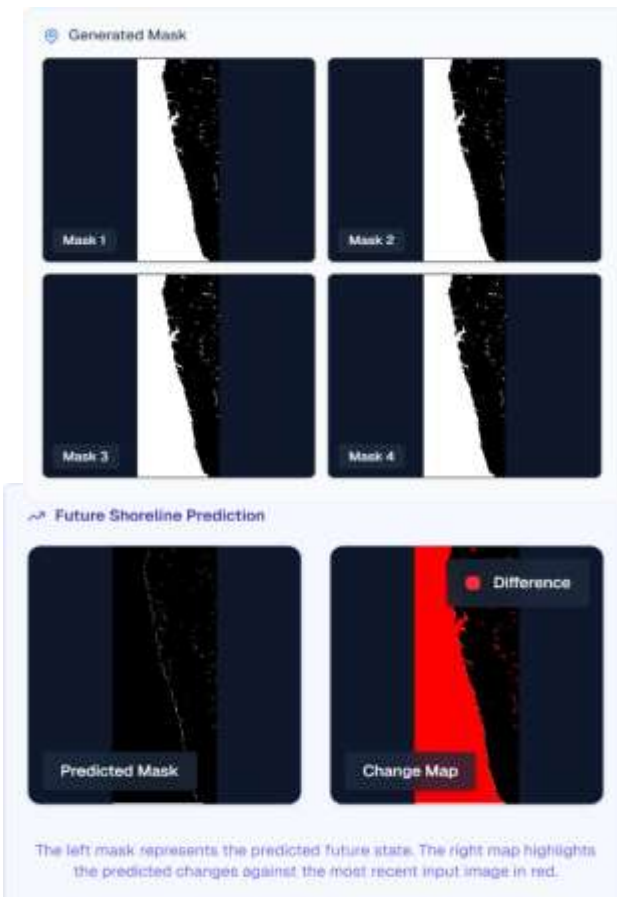 Generated Mask
Mask 1
Mask 2
Mask 3
Mask 4
Future Shoreline Prediction
Difference
Predicted Mask
Change Map
The left mask represents the predicted future state. The right map highlights
the predicted changes against the most recent input image in red.